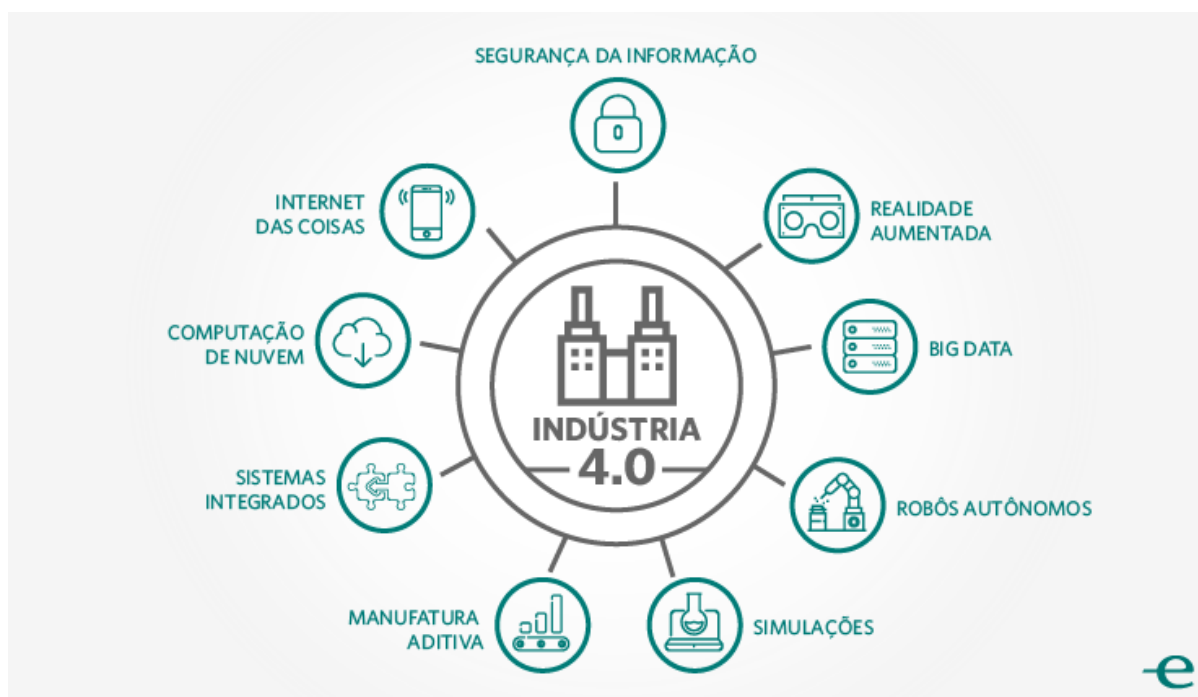 SEGURANÇA DA INFORMAÇÃO
INTERNET
DAS COISAS
REALIDADE
AUMENTADA
COMPUTAÇÃO
DE NUVEM
BIG DATA
INDÚSTRIA
4.0
SISTEMAS
INTEGRADOS
ROBÔS AUTÔNOMOS
MANUFATURA
ADITIVA
SIMULAÇÕES
e